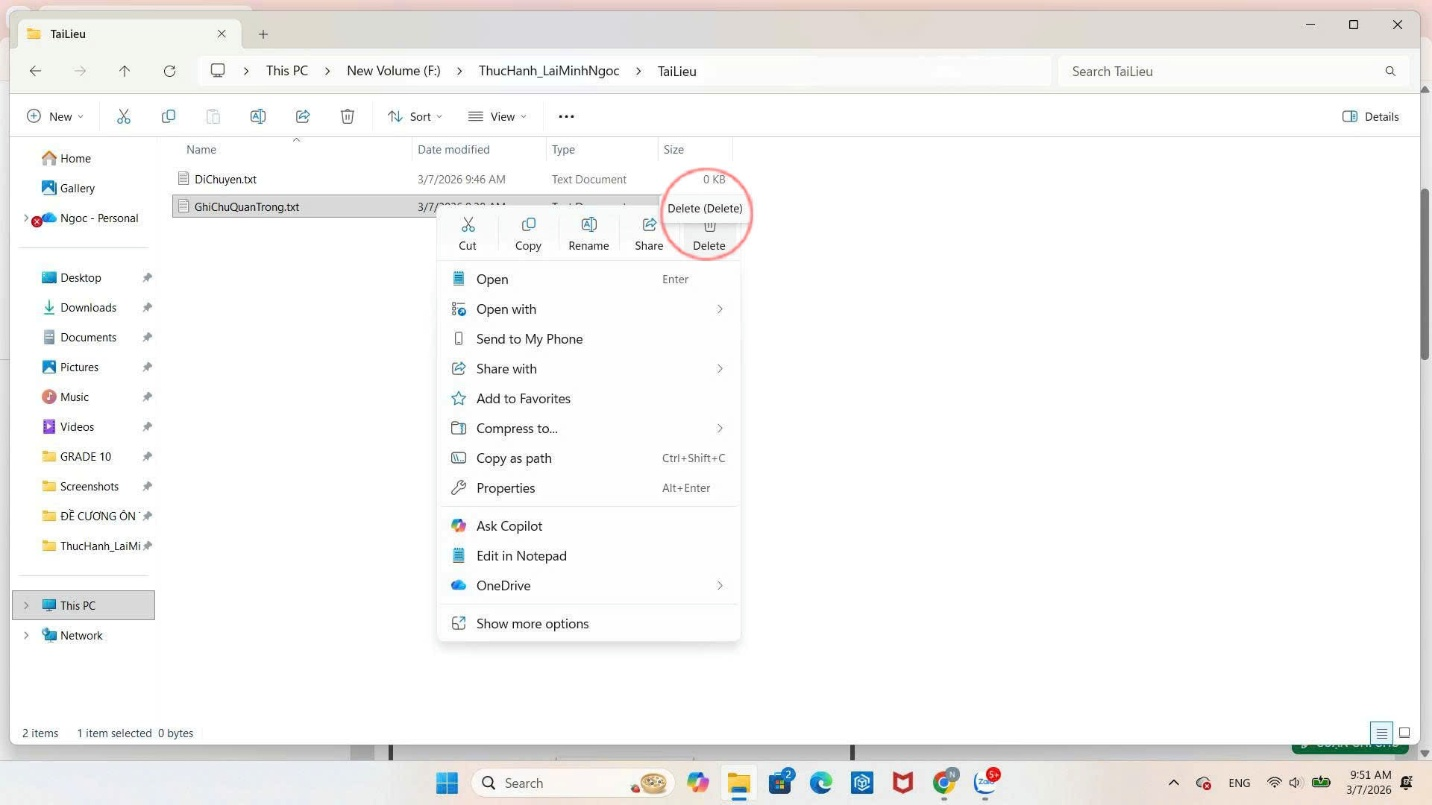 TaiLieu
This PC > New Volume (F:) > ThucHanh_LaiMinhNgoc > TaiLieu
Search TaiLieu
New
Sort
View
Details
Name Date modified Type Size
DiChuyen.txt 3/7/2026 9:46 AM Text Document 0 KB
GhiChuQuanTrong.txt
Delete (Delete)
Cut Copy Rename Share Delete
Open Enter
Open with
Send to My Phone
Share with
Add to Favorites
Compress to...
Copy as path Ctrl+Shift+C
Properties Alt+Enter
Ask Copilot
Edit in Notepad
OneDrive
Show more options
Home
Gallery
Ngoc - Personal
Desktop
Downloads
Documents
Pictures
Music
Videos
GRADE 10
Screenshots
ĐỀ CƯƠNG ÔN
ThucHanh_LaiMi
This PC
Network
2 items 1 item selected 0 bytes
Search
2
N
Zalo
5+
ENG
9:51 AM
3/7/2026